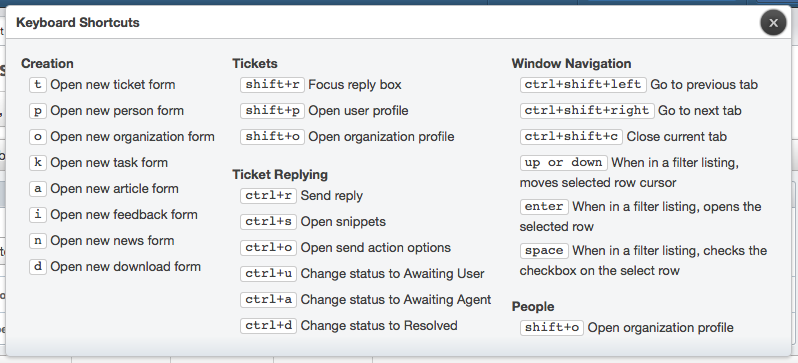 Keyboard Shortcuts
x
Creation
t Open new ticket form
p Open new person form
o Open new organization form
k Open new task form
a Open new article form
i Open new feedback form
n Open new news form
d Open new download form
Tickets
shift+r Focus reply box
shift+p Open user profile
shift+o Open organization profile
Ticket Replying
ctrl+r Send reply
ctrl+s Open snippets
ctrl+o Open send action options
ctrl+u Change status to Awaiting User
ctrl+a Change status to Awaiting Agent
ctrl+d Change status to Resolved
Window Navigation
ctrl+shift+left Go to previous tab
ctrl+shift+right Go to next tab
ctrl+shift+c Close current tab
up or down When in a filter listing,
moves selected row cursor
enter When in a filter listing, opens the
selected row
space When in a filter listing, checks the
checkbox on the select row
People
shift+o Open organization profile